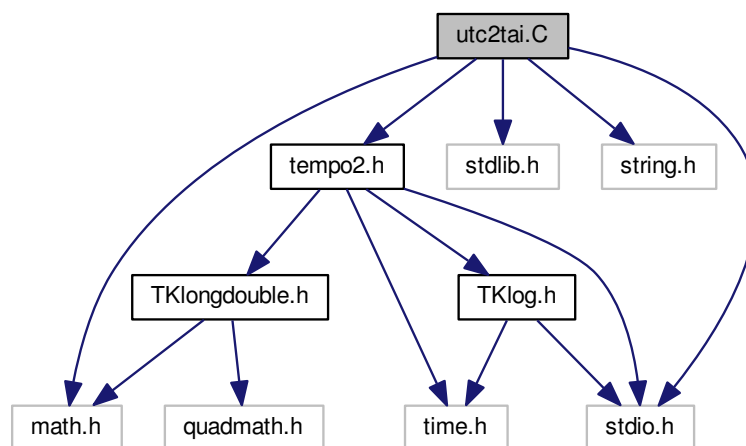 utc2tai.C
tempo2.h
stdlib.h
string.h
TKlongdouble.h
TKlog.h
math.h
quadmath.h
time.h
stdio.h